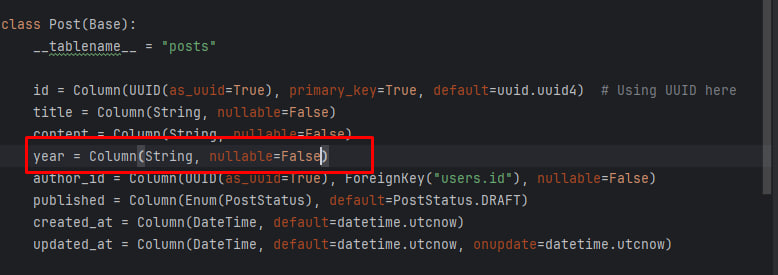 class Post(Base):
__tablename__ = "posts"
id = Column(UUID(as_uuid=True), primary_key=True, default=uuid.uuid4)  # Using UUID here
title = Column(String, nullable=False)
content = Column(String, nullable=False)
year = Column(String, nullable=False)
author_id = Column(UUID(as_uuid=True), ForeignKey("users.id"), nullable=False)
published = Column(Enum(PostStatus), default=PostStatus.DRAFT)
created_at = Column(DateTime, default=datetime.utcnow)
updated_at = Column(DateTime, default=datetime.utcnow, onupdate=datetime.utcnow)